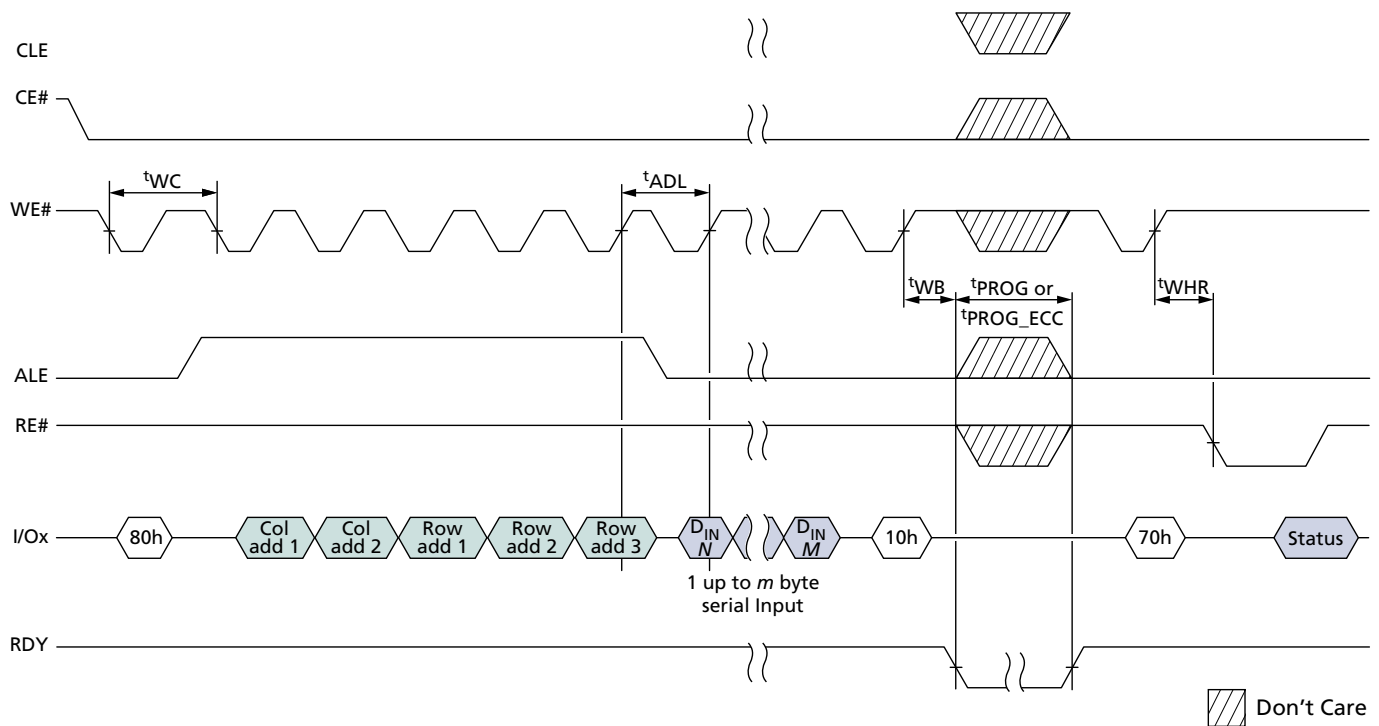 CLE
CE#
tWC
tADL
WE#
tWB
tPROG or
tPROG_ECC
tWHR
ALE
RE#
I/Ox
80h
Col
add 1
Col
add 2
Row
add 1
Row
add 2
Row
add 3
DIN
N
DIN
M
10h
70h
Status
1 up to m byte
serial Input
RDY
Don't Care